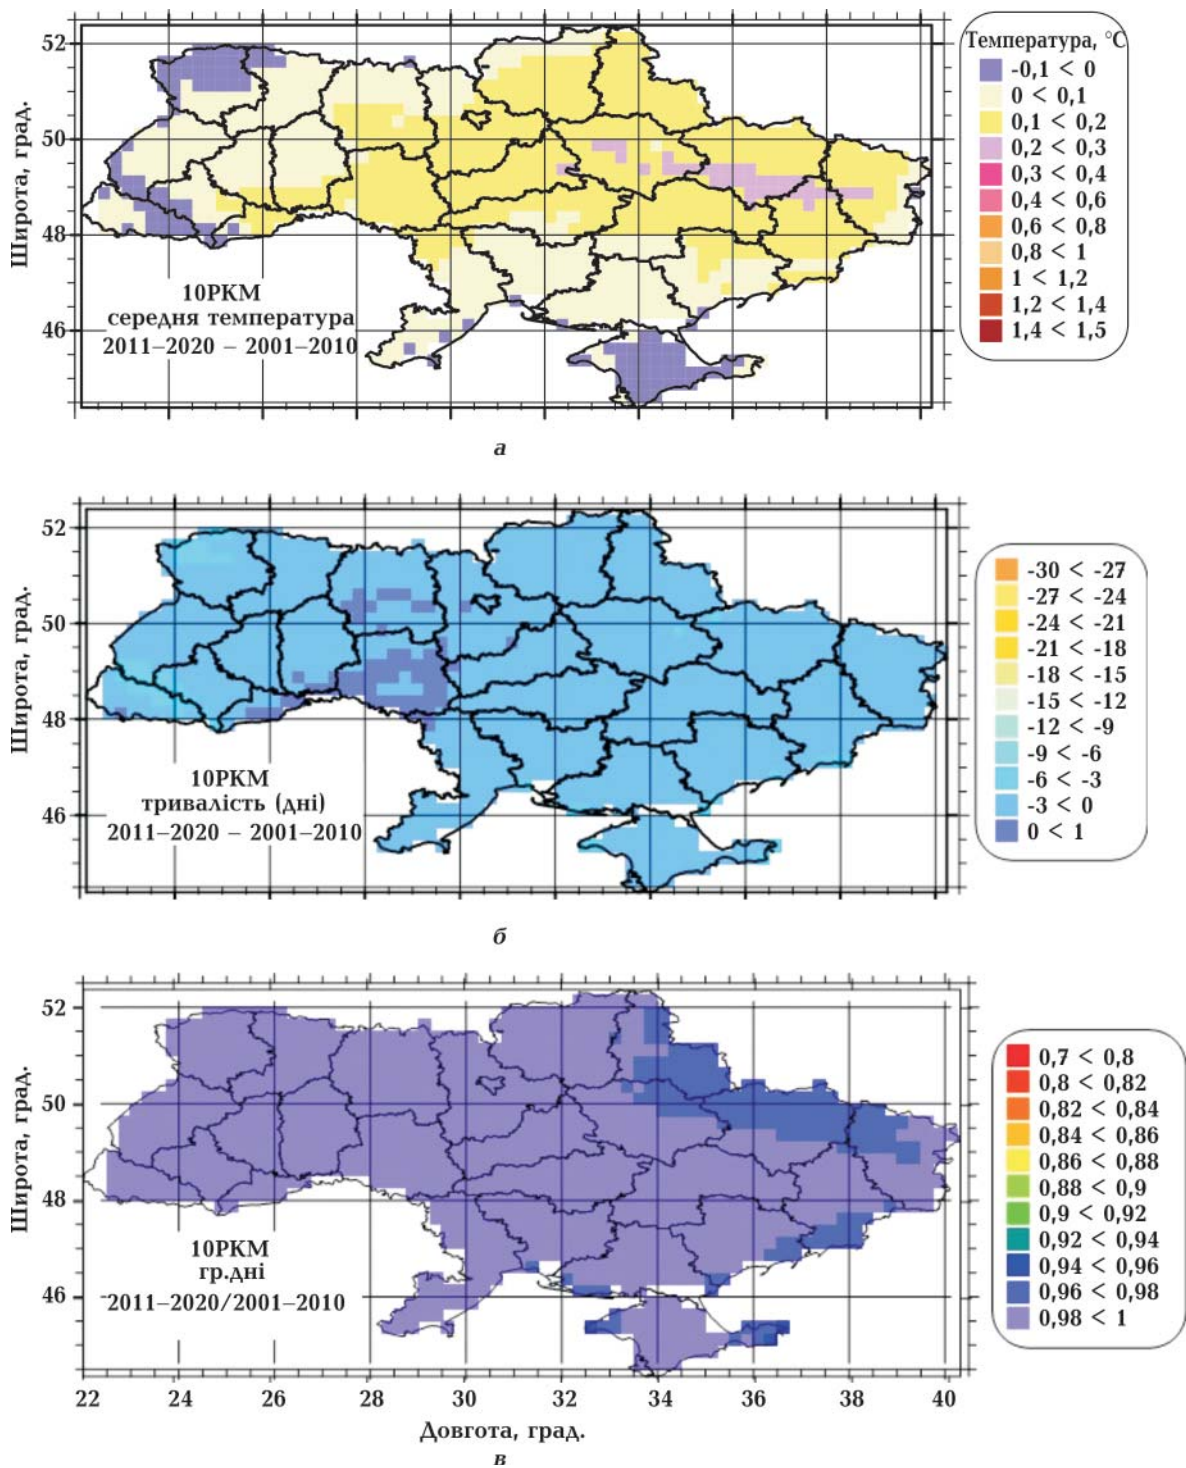 52
50
48
46
Широта, град.
10РКМ
середня температура
2011–2020 – 2001–2010
Температура, °C
-0,1 < 0
0 < 0,1
0,1 < 0,2
0,2 < 0,3
0,3 < 0,4
0,4 < 0,6
0,6 < 0,8
0,8 < 1
1 < 1,2
1,2 < 1,4
1,4 < 1,5
а
52
50
48
46
Широта, град.
10РКМ
тривалість (дні)
2011–2020 – 2001–2010
-30 < -27
-27 < -24
-24 < -21
-21 < -18
-18 < -15
-15 < -12
-12 < -9
-9 < -6
-6 < -3
-3 < 0
0 < 1
б
52
50
48
46
Широта, град.
10РКМ
гр.дні
2011–2020/2001–2010
0,7 < 0,8
0,8 < 0,82
0,82 < 0,84
0,84 < 0,86
0,86 < 0,88
0,88 < 0,9
0,9 < 0,92
0,92 < 0,94
0,94 < 0,96
0,96 < 0,98
0,98 < 1
22 24 26 28 30 32 34 36 38 40
Довгота, град.
в